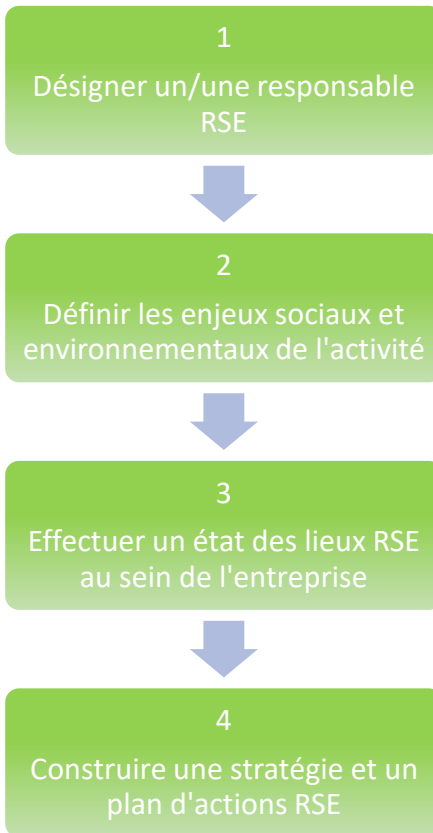 1
Désigner un/une responsable
RSE
2
Définir les enjeux sociaux et
environnementaux de l'activité
3
Effectuer un état des lieux RSE
au sein de l'entreprise
4
Construire une stratégie et un
plan d'actions RSE